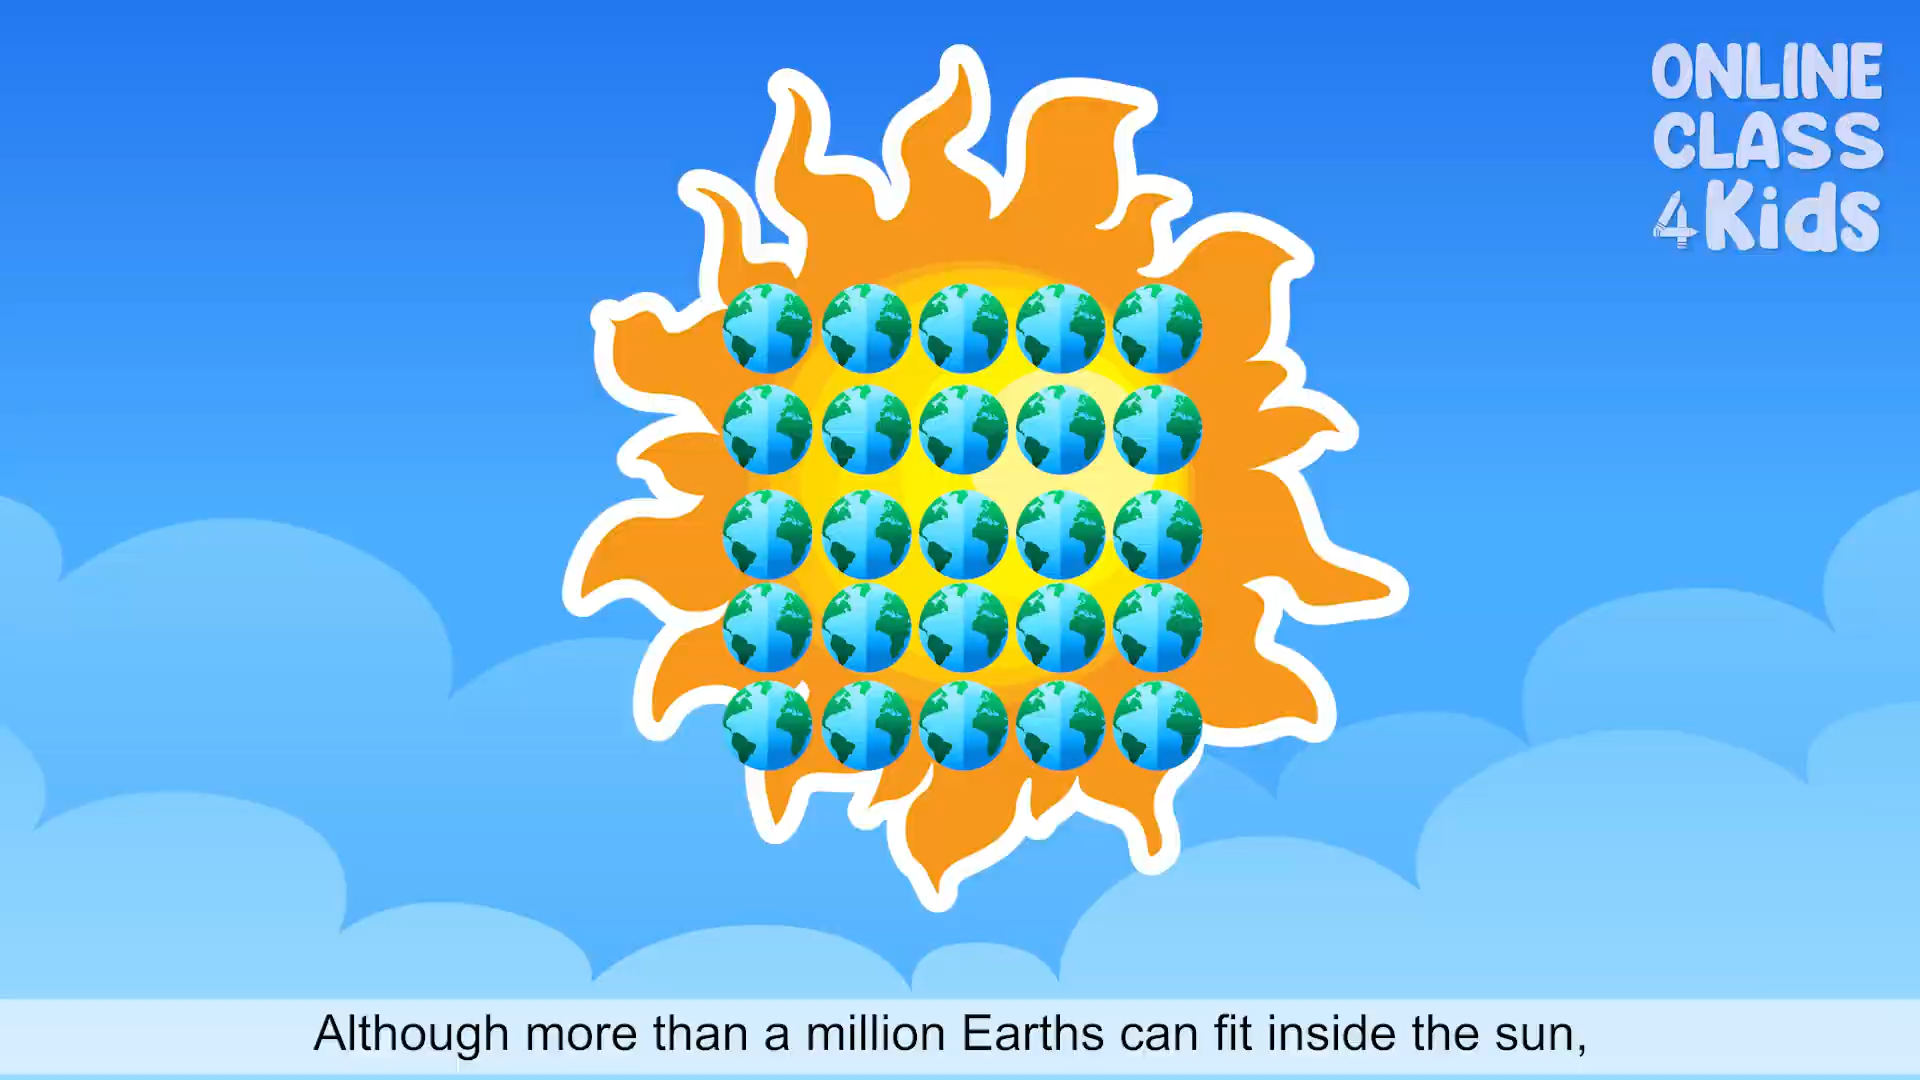 ONLINE
CLASS
4Kids
Although more than a million Earths can fit inside the sun,